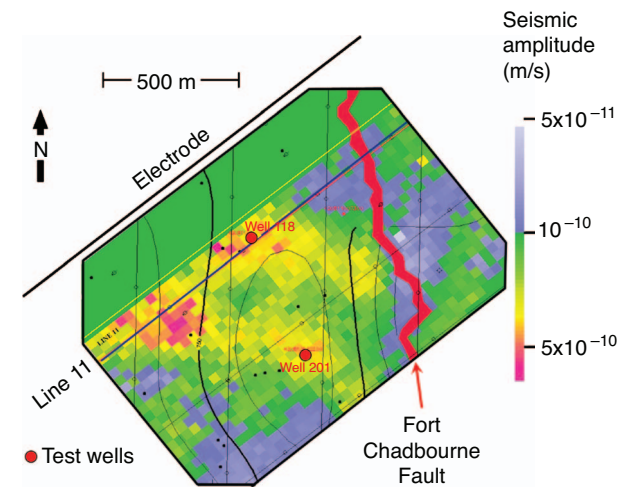 Seismic
amplitude
(m/s)
5x10⁻¹¹
10⁻¹⁰
5x10⁻¹⁰
500 m
N
Electrode
Well 118
LINE 11
Line 11
Well 201
Fort
Chadbourne
Fault
Test wells